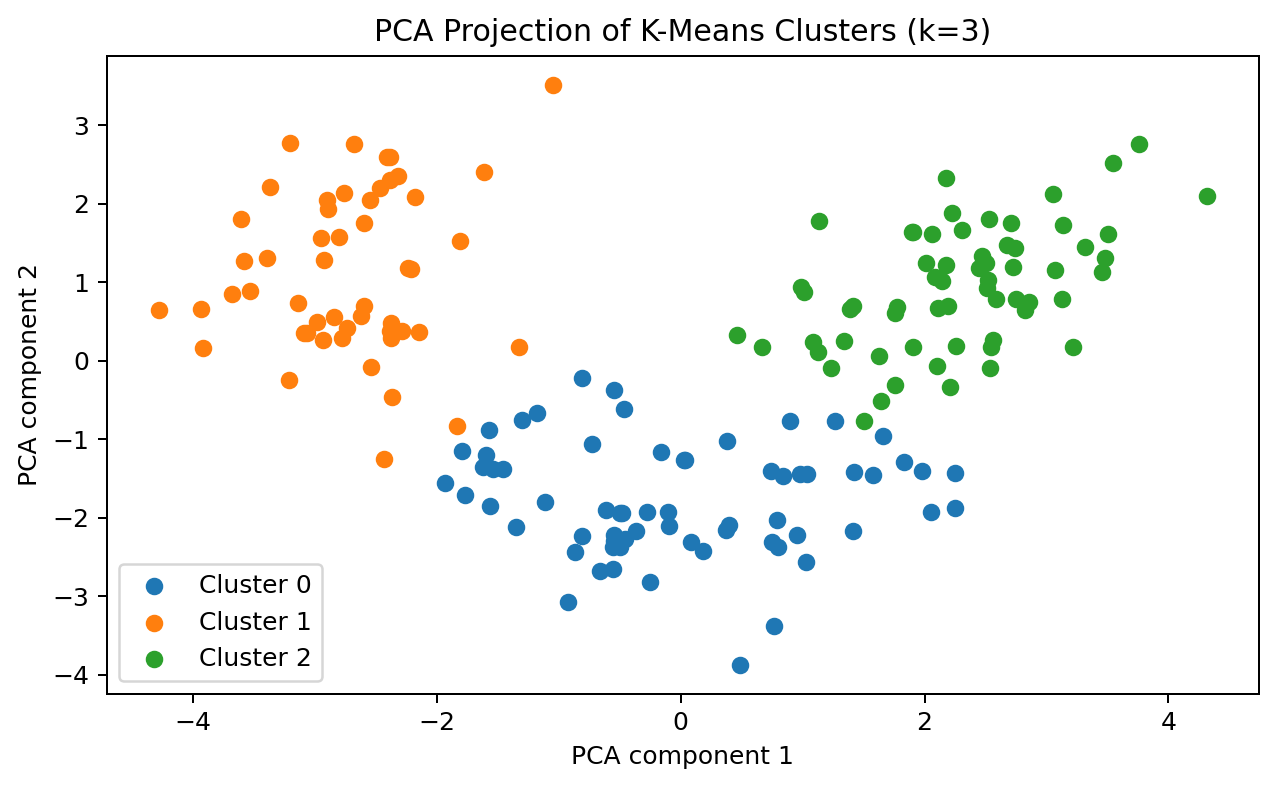 PCA Projection of K-Means Clusters (k=3)
PCA component 2
3
2
1
0
−1
−2
−3
−4
Cluster 0
Cluster 1
Cluster 2
−4
−2
0
2
4
PCA component 1